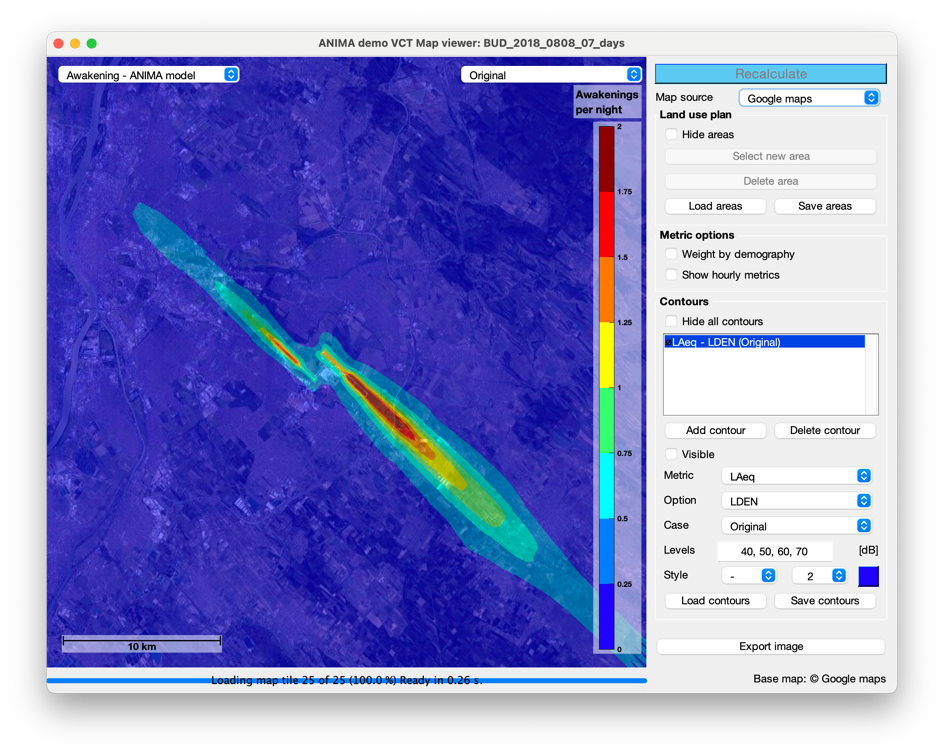 ANIMA demo VCT Map viewer: BUD_2018_0808_07_days
Awakening - ANIMA model
Original
Awakenings
per night
2
1.75
1.5
1.25
1
0.75
0.5
0.25
0
10 km
Loading map tile 25 of 25 (100.0 %) Ready in 0.26 s.
Recalculate
Map source
Google maps
Land use plan
Hide areas
Select new area
Delete area
Load areas
Save areas
Metric options
Weight by demography
Show hourly metrics
Contours
Hide all contours
LAeq - LDEN (Original)
Add contour
Delete contour
Visible
Metric
LAeq
Option
LDEN
Case
Original
Levels
40, 50, 60, 70
[dB]
Style
-
2
Load contours
Save contours
Export image
Base map: © Google maps